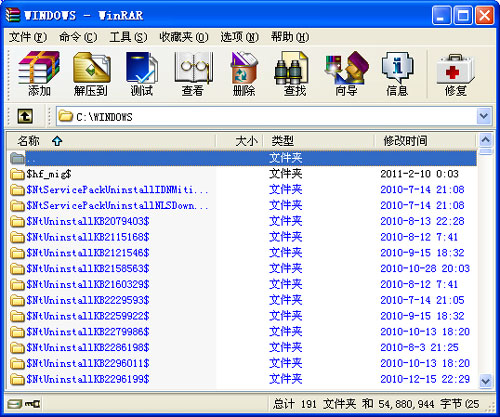 WINDOWS - WinRAR
文件(F) 命令(C) 工具(S) 收藏夹(O) 选项(N) 帮助(H)
添加 解压到 测试 查看 删除 查找 向导 信息 修复
C:\WINDOWS
名称 大小 类型 修改时间
.. 文件夹
$hf_mig$ 文件夹 2011-2-10 0:03
$NtServicePackUninstallIDNMiti... 文件夹 2010-7-14 21:08
$NtServicePackUninstallNLSDown... 文件夹 2010-7-14 21:08
$NtUninstallKB2079403$ 文件夹 2010-8-13 22:28
$NtUninstallKB2115168$ 文件夹 2010-8-12 7:41
$NtUninstallKB2121546$ 文件夹 2010-9-15 18:32
$NtUninstallKB2158563$ 文件夹 2010-10-28 20:03
$NtUninstallKB2160329$ 文件夹 2010-8-12 7:41
$NtUninstallKB2229593$ 文件夹 2010-7-14 21:05
$NtUninstallKB2259922$ 文件夹 2010-9-15 18:32
$NtUninstallKB2279986$ 文件夹 2010-10-13 18:20
$NtUninstallKB2286198$ 文件夹 2010-8-3 21:25
$NtUninstallKB2296011$ 文件夹 2010-10-13 18:20
$NtUninstallKB2296199$ 文件夹 2010-12-15 22:29
总计 191 文件夹 和 54,880,944 字节(25